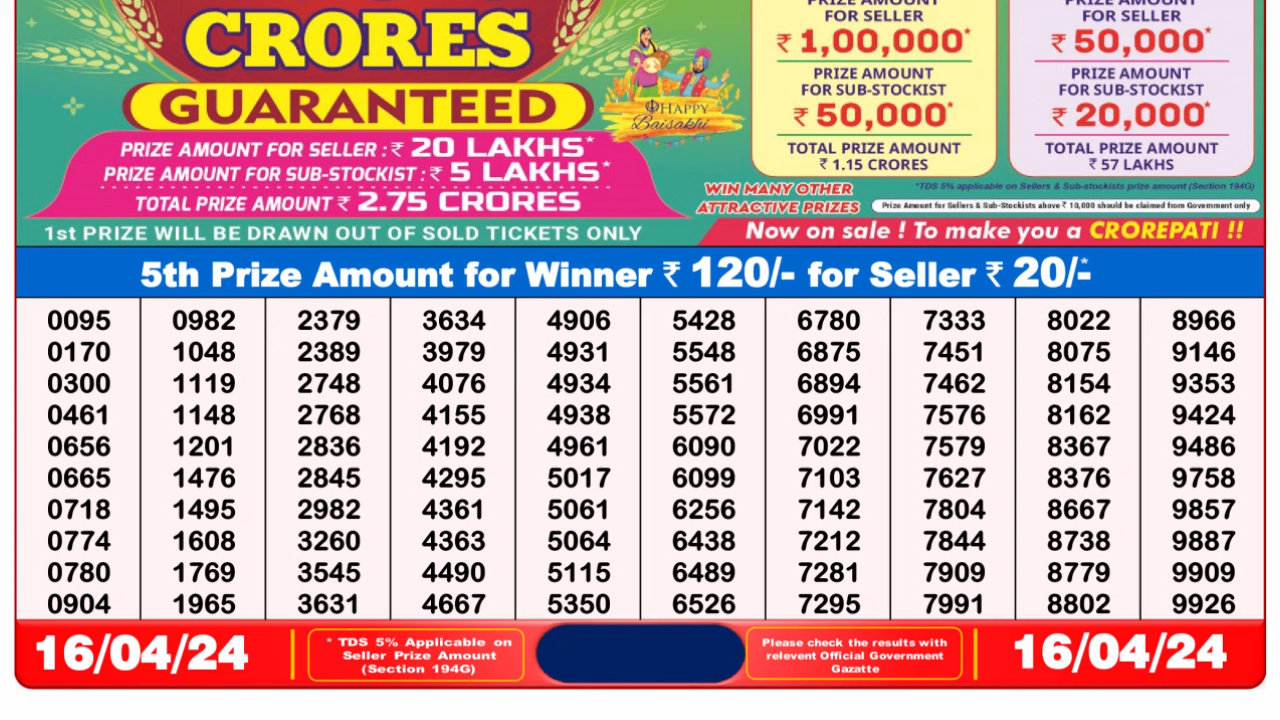 CRORES
GUARANTEED
PRIZE AMOUNT FOR SELLER : ₹ 20 LAKHS*
PRIZE AMOUNT FOR SUB-STOCKIST : ₹ 5 LAKHS*
TOTAL PRIZE AMOUNT ₹ 2.75 CRORES
1st PRIZE WILL BE DRAWN OUT OF SOLD TICKETS ONLY
HAPPY
Baisakhi
PRIZE AMOUNT
FOR SELLER
₹ 1,00,000*
PRIZE AMOUNT
FOR SUB-STOCKIST
₹ 50,000*
TOTAL PRIZE AMOUNT
₹ 1.15 CRORES
PRIZE AMOUNT
FOR SELLER
₹ 50,000*
PRIZE AMOUNT
FOR SUB-STOCKIST
₹ 20,000*
TOTAL PRIZE AMOUNT
₹ 57 LAKHS
WIN MANY OTHER
ATTRACTIVE PRIZES
*TDS 5% applicable on Sellers & Sub-stockists prize amount (Section 194G)
Prize Amount for Sellers & Sub-Stockists above ₹ 10,000 should be claimed from Government only
Now on sale ! To make you a CROREPATI !!
5th Prize Amount for Winner ₹ 120/- for Seller ₹ 20/-*
0095 0982 2379 3634 4906 5428 6780 7333 8022 8966
0170 1048 2389 3979 4931 5548 6875 7451 8075 9146
0300 1119 2748 4076 4934 5561 6894 7462 8154 9353
0461 1148 2768 4155 4938 5572 6991 7576 8162 9424
0656 1201 2836 4192 4961 6090 7022 7579 8367 9486
0665 1476 2845 4295 5017 6099 7103 7627 8376 9758
0718 1495 2982 4361 5061 6256 7142 7804 8667 9857
0774 1608 3260 4363 5064 6438 7212 7844 8738 9887
0780 1769 3545 4490 5115 6489 7281 7909 8779 9909
0904 1965 3631 4667 5350 6526 7295 7991 8802 9926
16/04/24
* TDS 5% Applicable on
Seller Prize Amount
(Section 194G)
Please check the results with
relevent Official Government
Gazatte
16/04/24